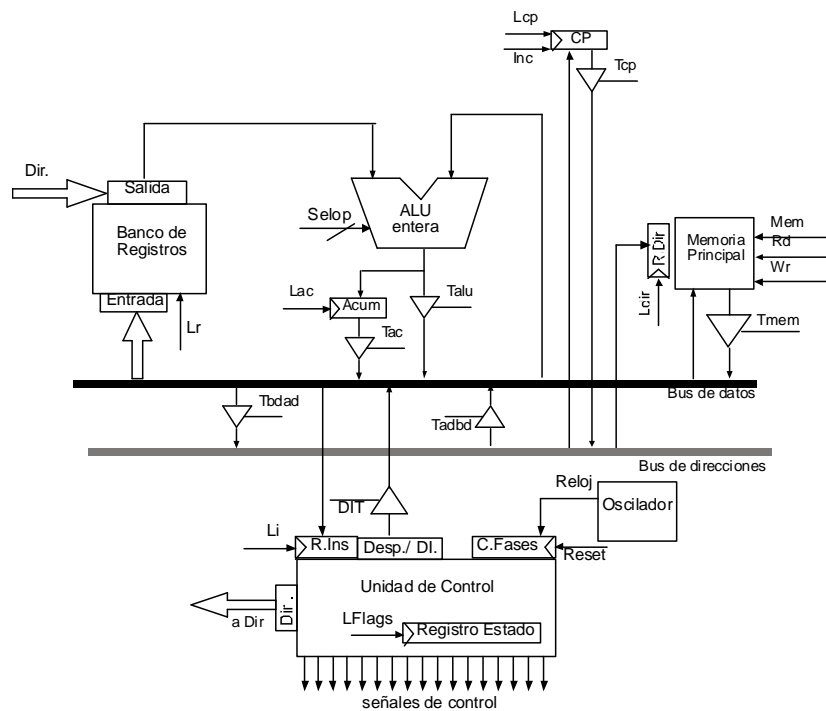 Lcp
Inc
CP
Tcp
Dir.
Salida
Banco de
Registros
Entrada
Lr
Selop
ALU
entera
Lac
Acum
Talu
Tac
R Dir
Ldir
Memoria
Principal
Mem
Rd
Wr
Tmem
Bus de datos
Tbdad
Tadbd
Bus de direcciones
DIT
Reloj
Oscilador
Li
R.Ins
Desp./ DI.
C.Fases
Reset
Unidad de Control
Dir .
a Dir
LFlags
Registro Estado
señales de control